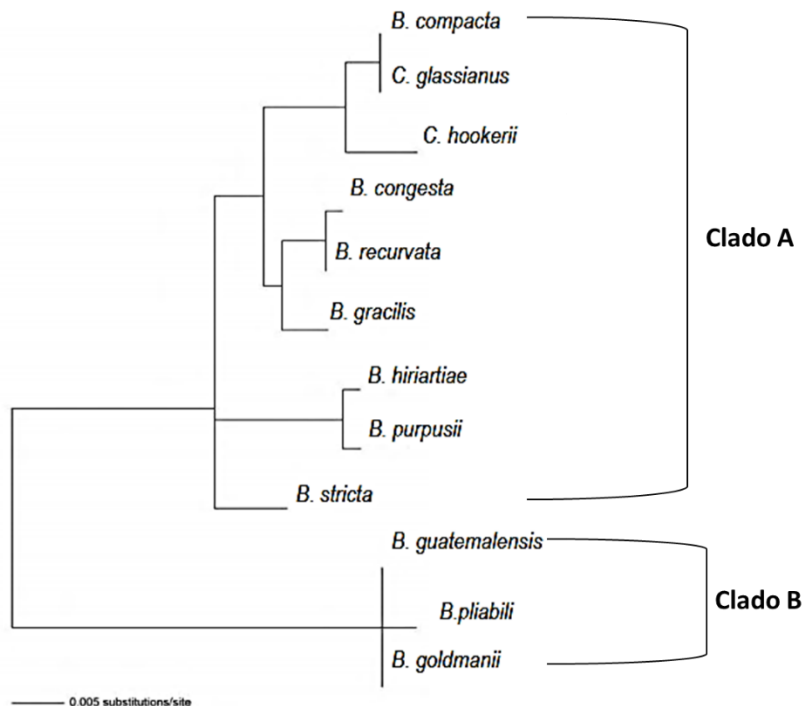 B. compacta
C. glassianus
C. hookerii
B. congesta
Clado A
B. recurvata
B. gracilis
B. hiriartiae
B. purpusii
B. stricta
B. guatemalensis
Clado B
B.pliabili
B. goldmanii
0.005 substitutions/site